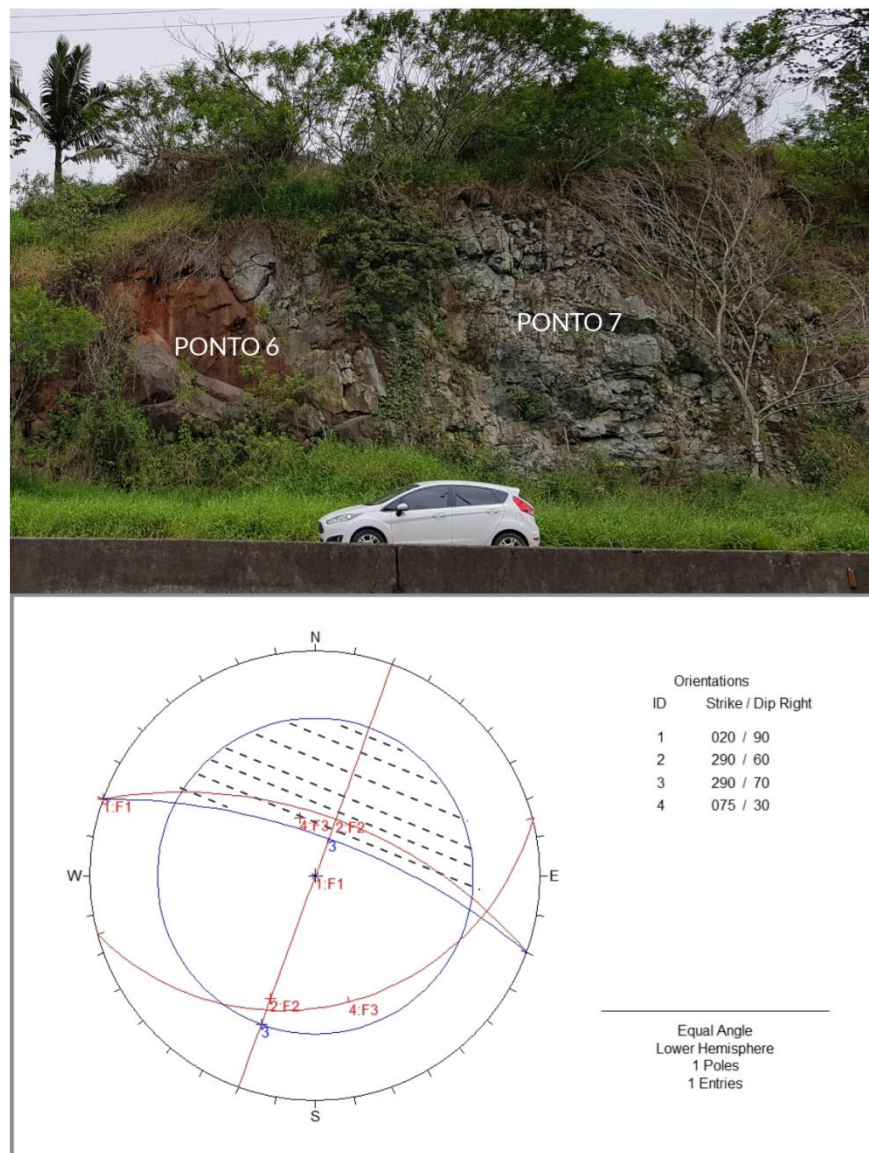 PONTO 6
PONTO 7
N
Orientations
ID Strike / Dip Right
1 020 / 90
2 290 / 60
3 290 / 70
4 075 / 30
1:F1
4:F3 2:F2
3
W
1:F1
E
2:F2
4:F3
3
S
Equal Angle
Lower Hemisphere
1 Poles
1 Entries